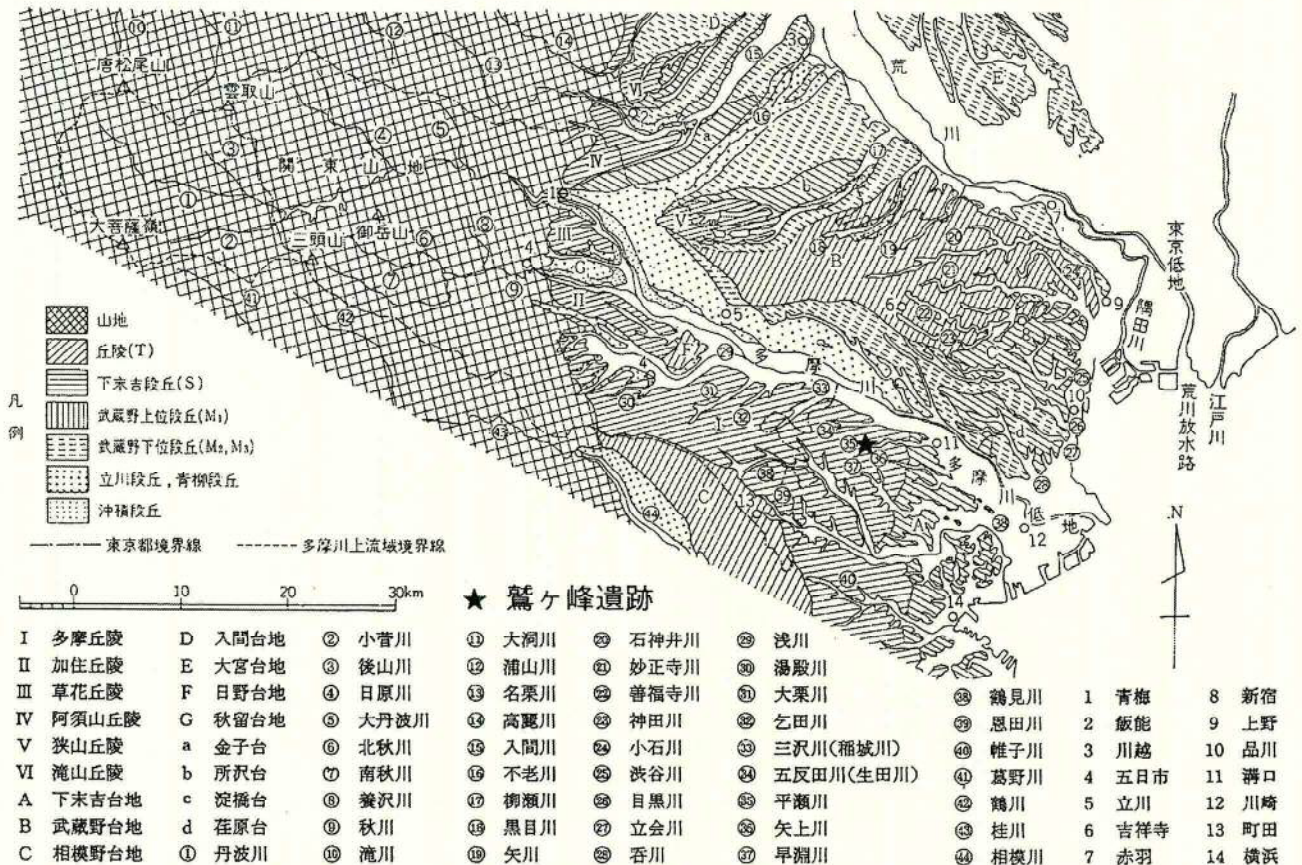 唐松尾山
雲取山
関東山地
大菩薩嶺
三頭山
御岳山
荒川
東京低地
隅田川
荒川放水路
江戸川
多摩川
多摩川低地
凡例
山地
丘陵(T)
下末吉段丘(S)
武蔵野上位段丘(M₁)
武蔵野下位段丘(M₂, M₃)
立川段丘，青柳段丘
沖積段丘
東京都境界線 多摩川上流域境界線
0 10 20 30km
★ 鷲ヶ峰遺跡
N
I 多摩丘陵
II 加住丘陵
III 草花丘陵
IV 阿須山丘陵
V 狭山丘陵
VI 滝山丘陵
A 下末吉台地
B 武蔵野台地
C 相模野台地
D 入間台地
E 大宮台地
F 日野台地
G 秋留台地
a 金子台
b 所沢台
c 淀橋台
d 荏原台
① 丹波川
② 小菅川
③ 後山川
④ 日原川
⑤ 大丹波川
⑥ 北秋川
⑦ 南秋川
⑧ 養沢川
⑨ 秋川
⑩ 滝川
⑪ 大洞川
⑫ 浦山川
⑬ 名栗川
⑭ 高麗川
⑮ 入間川
⑯ 不老川
⑰ 柳瀬川
⑱ 黒目川
⑲ 矢川
⑳ 石神井川
㉑ 妙正寺川
㉒ 善福寺川
㉓ 神田川
㉔ 小石川
㉕ 渋谷川
㉖ 目黒川
㉗ 立会川
㉘ 呑川
㉙ 浅川
㉚ 湯殿川
㉛ 大栗川
㉜ 乞田川
㉝ 三沢川(稲城川)
㉞ 五反田川(生田川)
㉟ 平瀬川
㊱ 矢上川
㊲ 早淵川
㊳ 鶴見川
㊴ 恩田川
㊵ 帷子川
㊶ 葛野川
㊷ 鶴川
㊸ 桂川
㊹ 相模川
1 青梅
2 飯能
3 川越
4 五日市
5 立川
6 吉祥寺
7 赤羽
8 新宿
9 上野
10 品川
11 溝口
12 川崎
13 町田
14 横浜